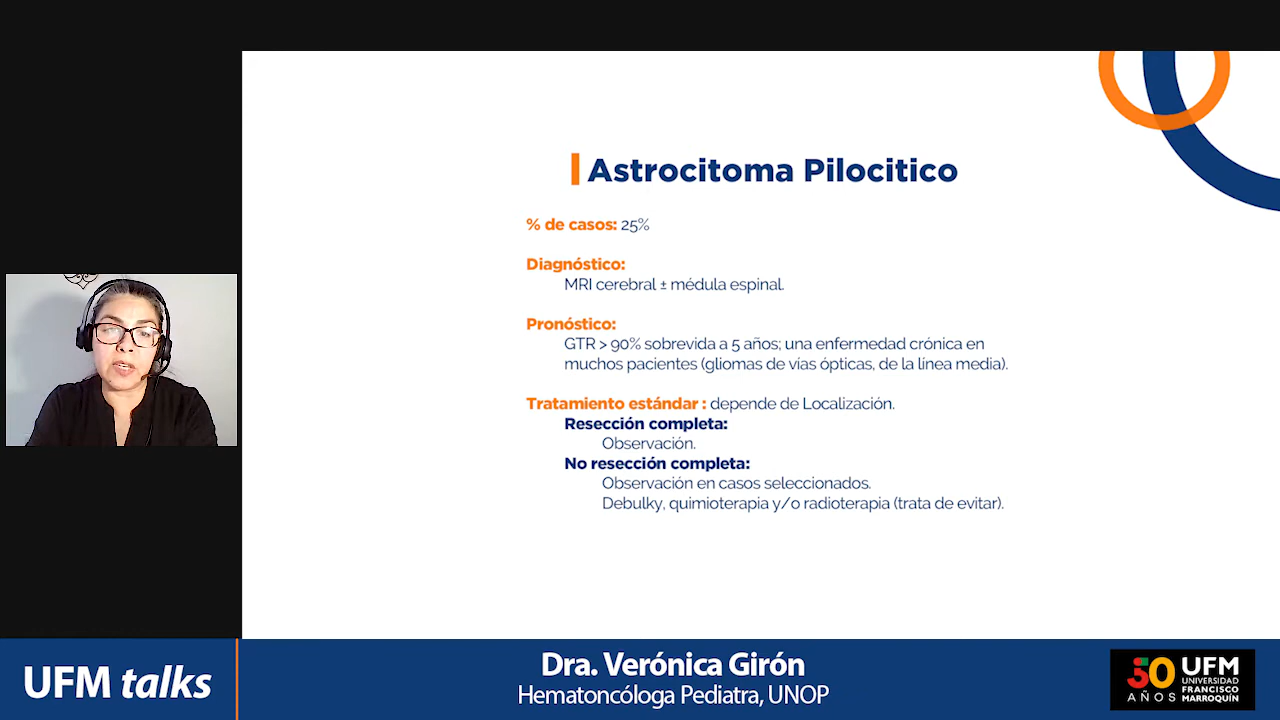 Astrocitoma Pilocitico
% de casos: 25%
Diagnóstico:
MRI cerebral ± médula espinal.
Pronóstico:
GTR > 90% sobrevida a 5 años; una enfermedad crónica en
muchos pacientes (gliomas de vías ópticas, de la línea media).
Tratamiento estándar : depende de Localización.
Resección completa:
Observación.
No resección completa:
Observación en casos seleccionados.
Debulky, quimioterapia y/o radioterapia (trata de evitar).
UFM talks
Dra. Verónica Girón
Hematoncóloga Pediatra, UNOP
50
AÑOS
UFM
UNIVERSIDAD
FRANCISCO
MARROQUÍN